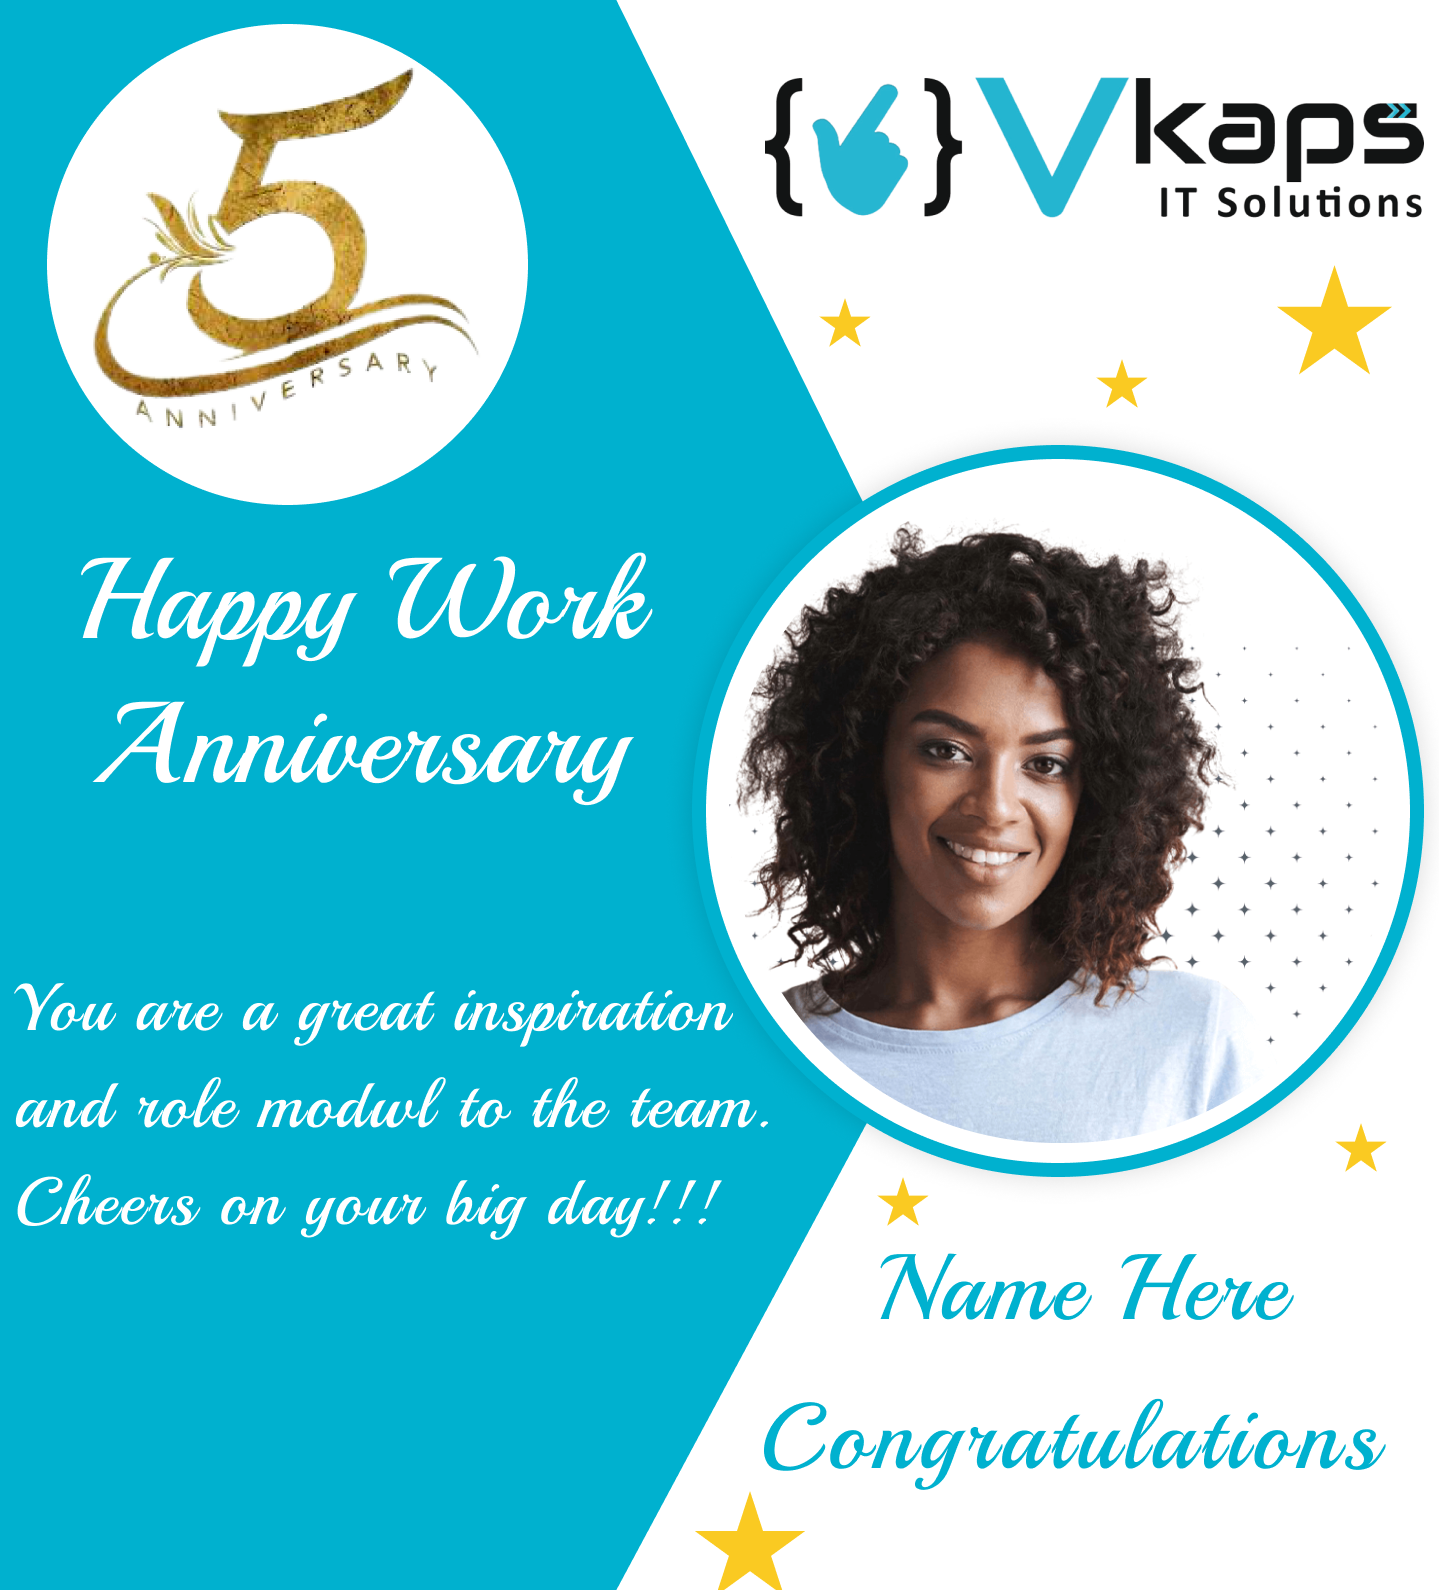 5
ANNIVERSARY
{ } Vkaps
IT Solutions
Happy Work
Anniversary
You are a great inspiration
and role modwl to the team.
Cheers on your big day!!!
Name Here
Congratulations